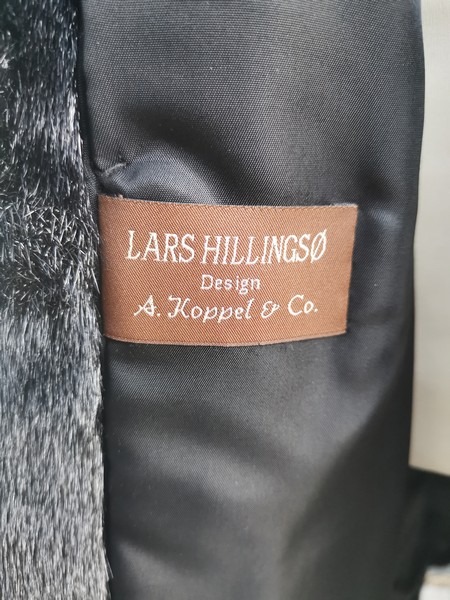 LARS HILLINGSØ
Design
A. Koppel & Co.